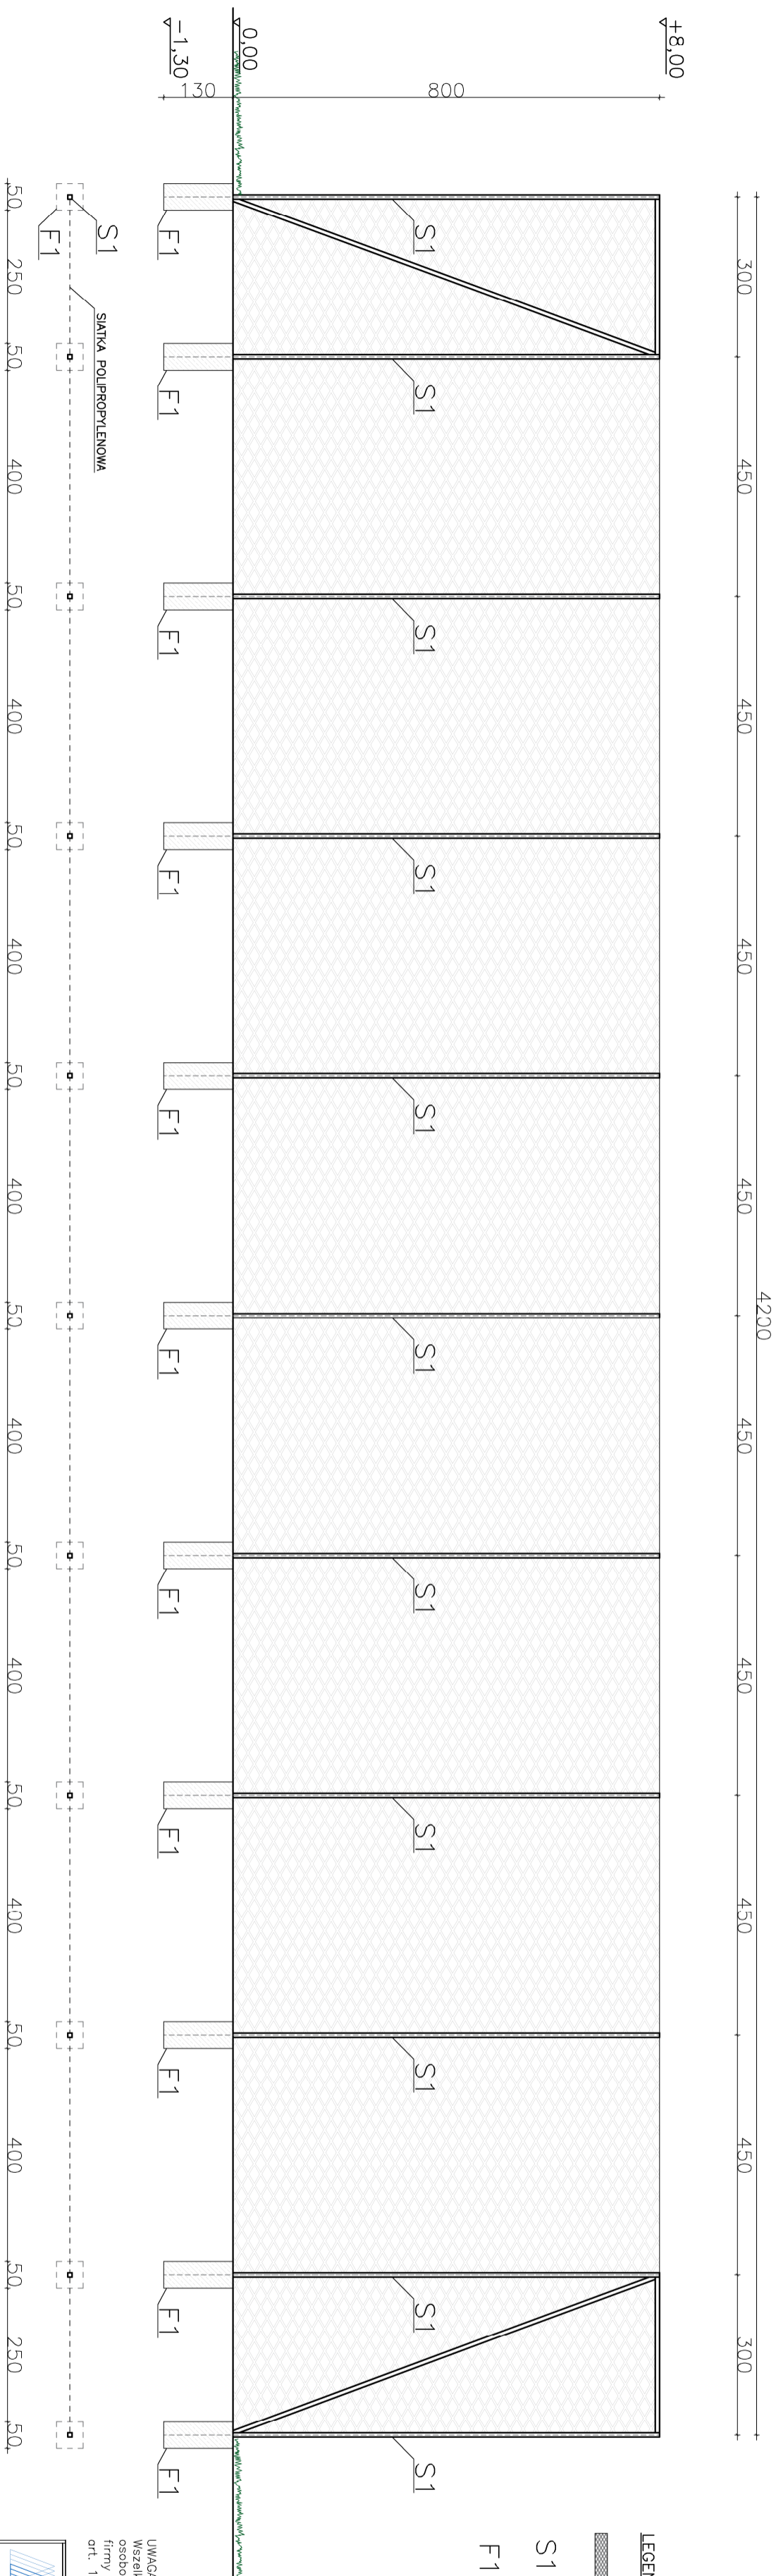 4200
300 450 450 450 450 450 450 450 450 300
+8,00
LEGEN
800
S1 S1 S1 S1 S1 S1 S1 S1 S1 S1 S1
S1
F1
0,00
130
-1,30
F1 F1 F1 F1 F1 F1 F1 F1 F1 F1 F1
S1
SIATKA POLIPROPYLENOWA
F1
50 250 50 400 50 400 50 400 50 400 50 400 50 400 50 400 50 400 50 250 50
UWAGA
Wszelk
osobo
firmy
art. 1